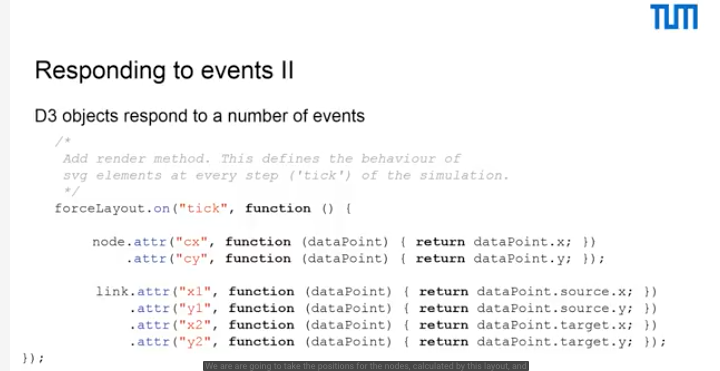 TUM
Responding to events II
D3 objects respond to a number of events
/*
Add render method. This defines the behaviour of
svg elements at every step ('tick') of the simulation.
*/
forceLayout.on("tick", function () {
node.attr("cx", function (dataPoint) { return dataPoint.x; })
.attr("cy", function (dataPoint) { return dataPoint.y; });
link.attr("x1", function (dataPoint) { return dataPoint.source.x; })
.attr("y1", function (dataPoint) { return dataPoint.source.y; })
.attr("x2", function (dataPoint) { return dataPoint.target.x; })
.attr("y2", function (dataPoint) { return dataPoint.target.y; });
});
We are are going to take the positions for the nodes, calculated by this layout, and